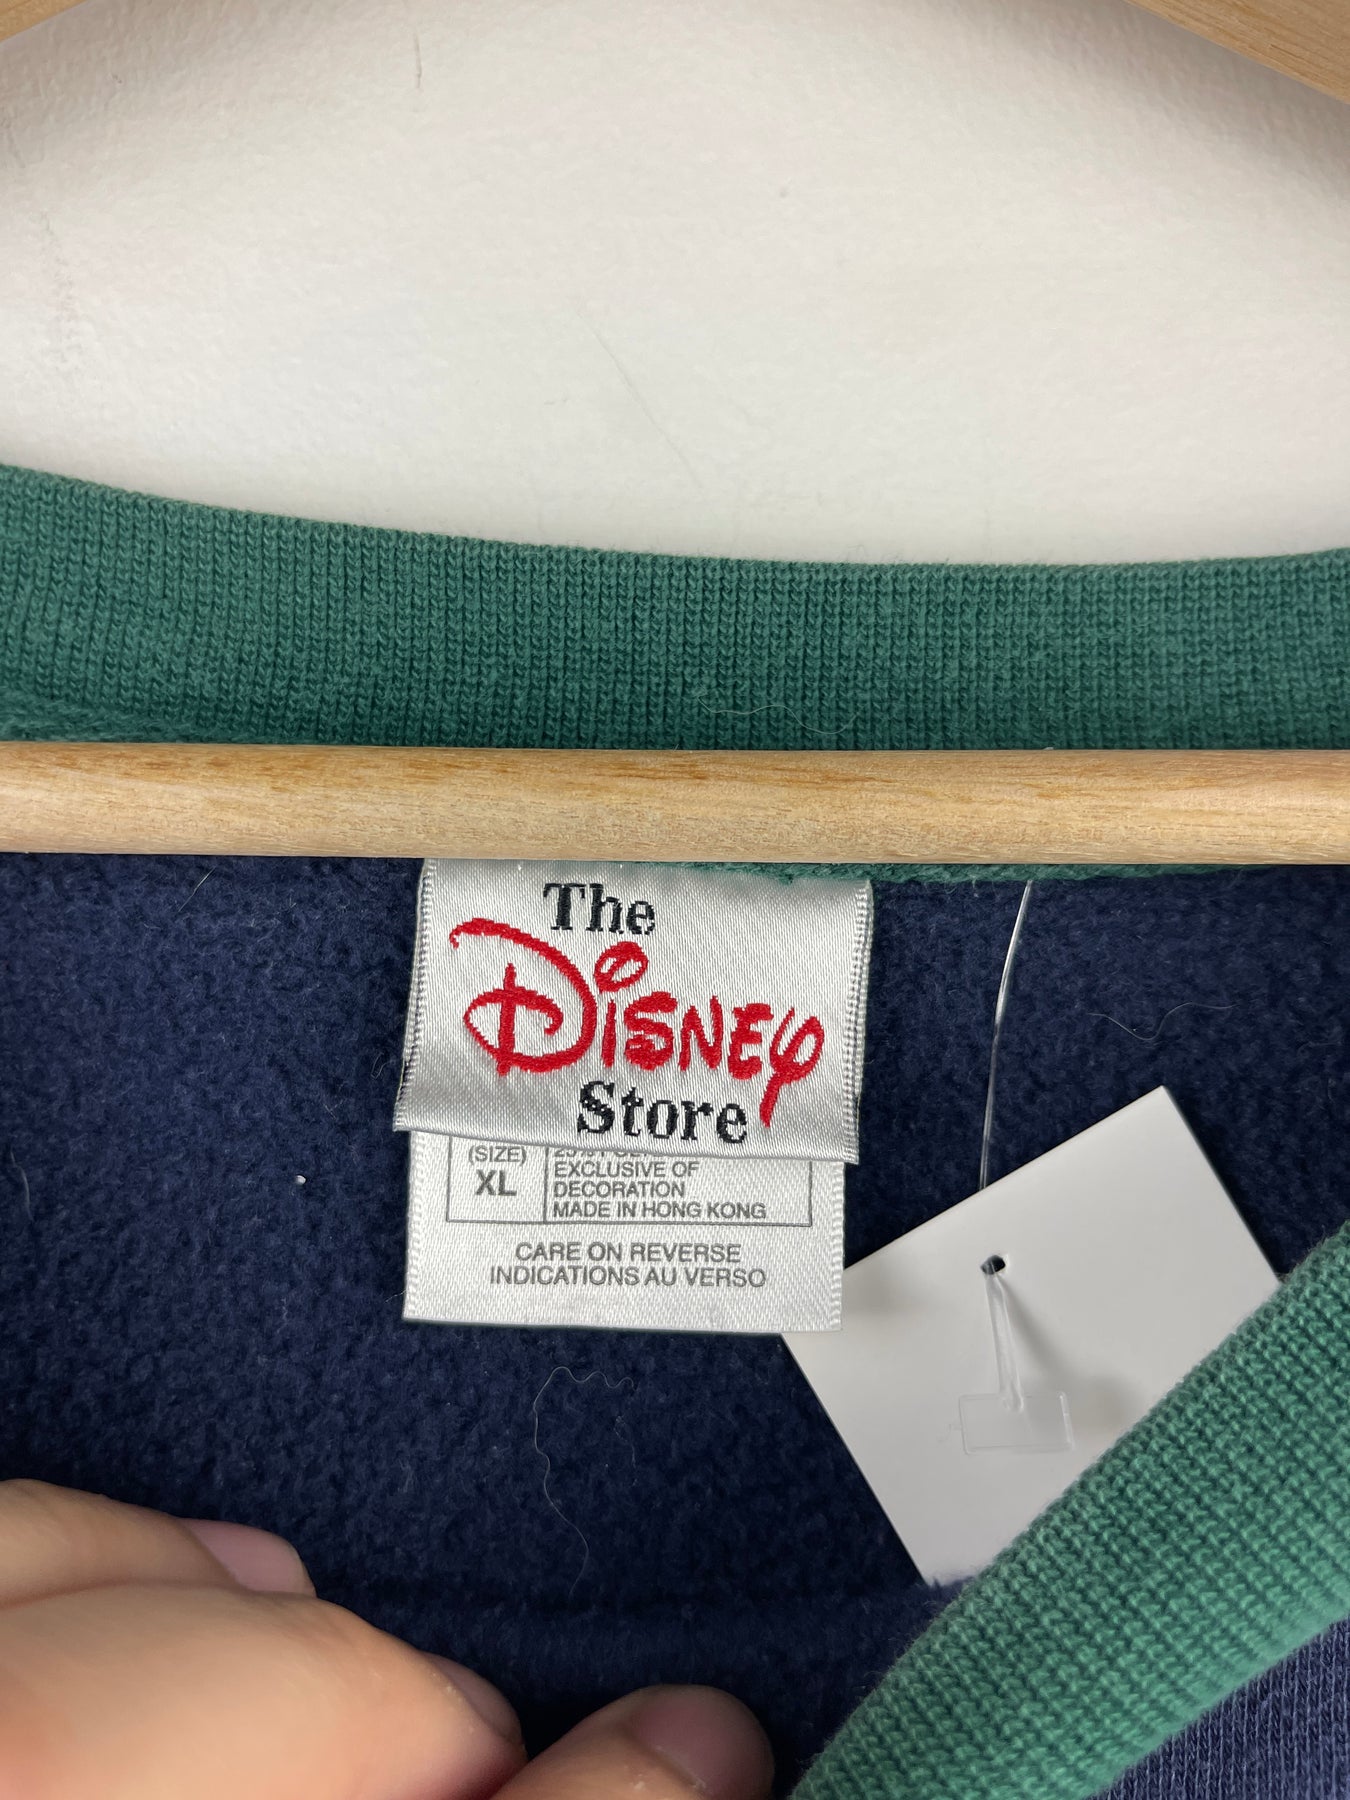 The
Disney
Store
(SIZE)
XL
EXCLUSIVE OF
DECORATION
MADE IN HONG KONG
CARE ON REVERSE
INDICATIONS AU VERSO